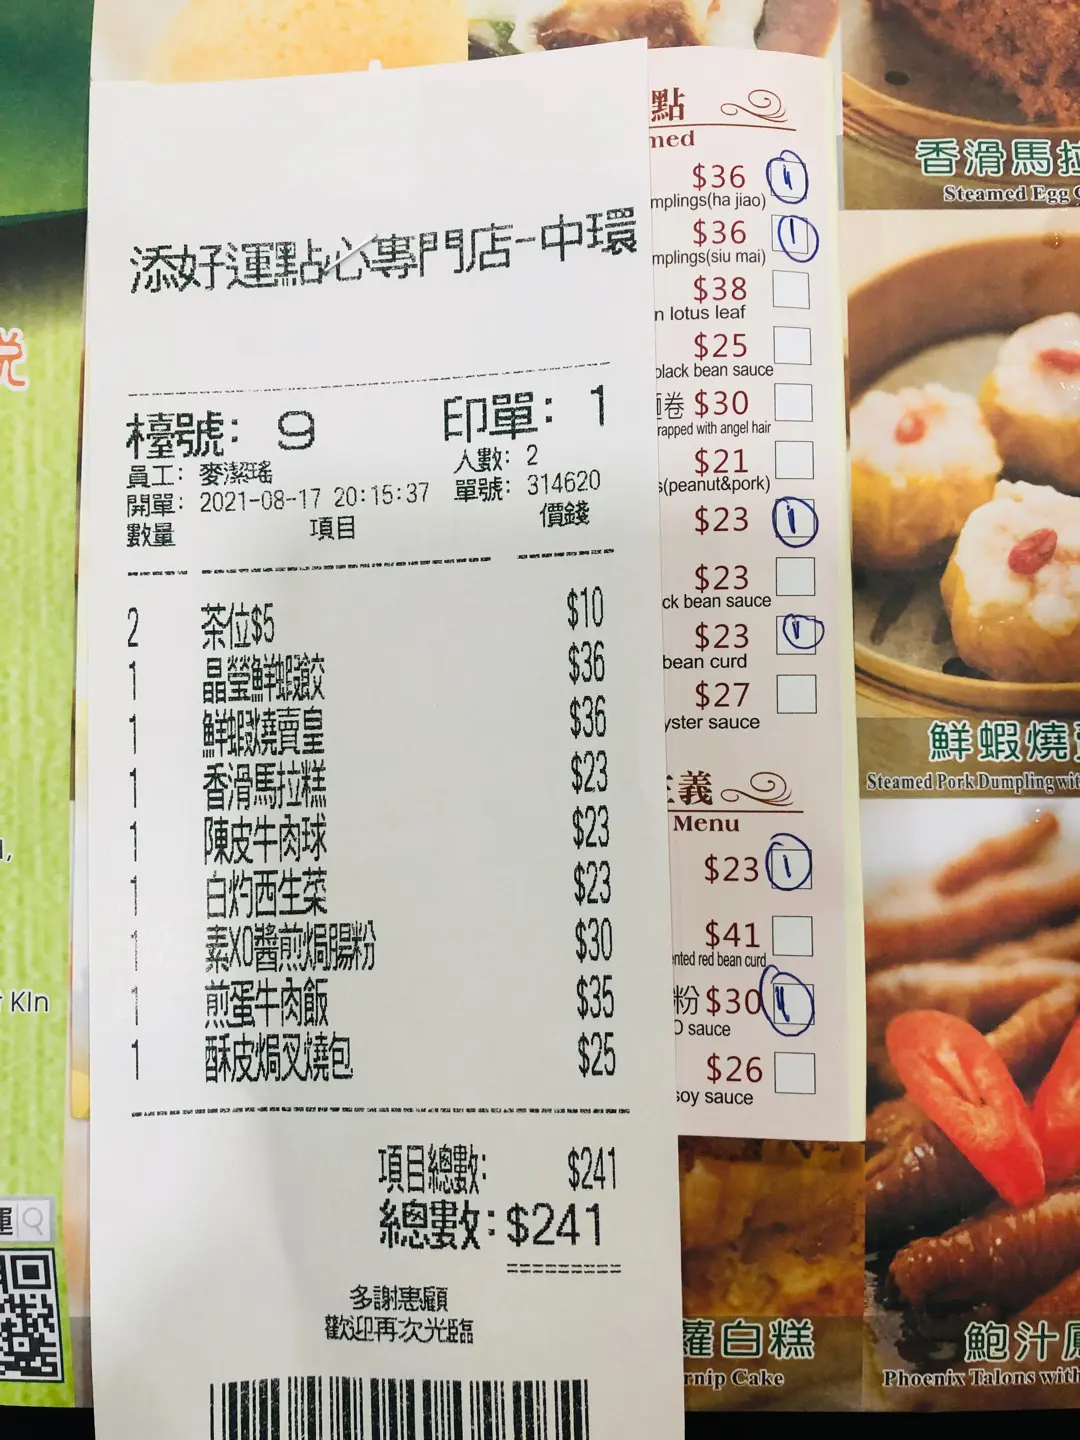 添好運點心專門店-中環
檯號: 9 印單: 1
員工: 麥潔瑤 人數: 2
開單: 2021-08-17 20:15:37 單號: 314620
數量 項目 價錢
2 茶位$5 $10
1 晶瑩鮮蝦餃 $36
1 鮮蝦燒賣皇 $36
1 香滑馬拉糕 $23
1 陳皮牛肉球 $23
1 白灼西生菜 $23
1 素XO醬煎焗腸粉 $30
1 煎蛋牛肉飯 $35
1 酥皮焗叉燒包 $25
項目總數: $241
總數: $241
==========
多謝惠顧
歡迎再次光臨
點
$36
(ha jiao)
$36 1
(siu mai)
$38
lotus leaf
$25
black bean sauce
卷 $30
with angel hair
$21
(peanut&pork)
$23 1
$23
bean sauce
$23 1
bean curd
$27
sauce
義
Menu
$23 1
$41
red bean curd
粉 $30
sauce
$26
soy sauce
香滑馬拉
Steamed Egg
鮮蝦燒
Steamed Pork Dumpling
蘿白糕
Cake
鮑汁
Phoenix Talons with
Kln